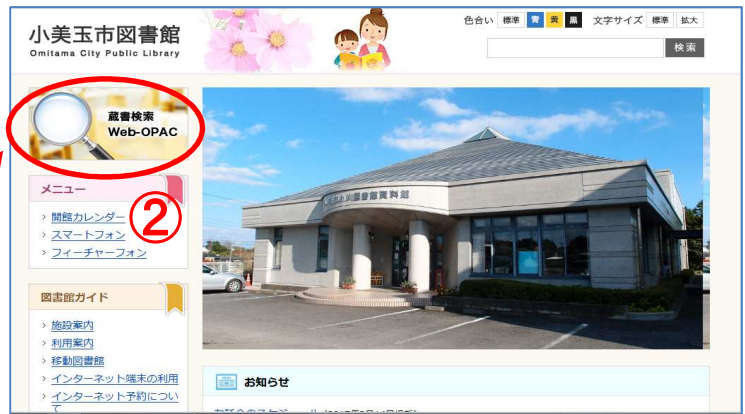 小美玉市図書館
Omitama City Public Library
色合い 標準 青 黄 黒 文字サイズ 標準 拡大
検索
蔵書検索
Web-OPAC
メニュー
> 開館カレンダー
> スマートフォン
> フィーチャーフォン
②
図書館ガイド
> 施設案内
> 利用案内
> 移動図書館
> インターネット端末の利用
> インターネット予約につい
て
お知らせ